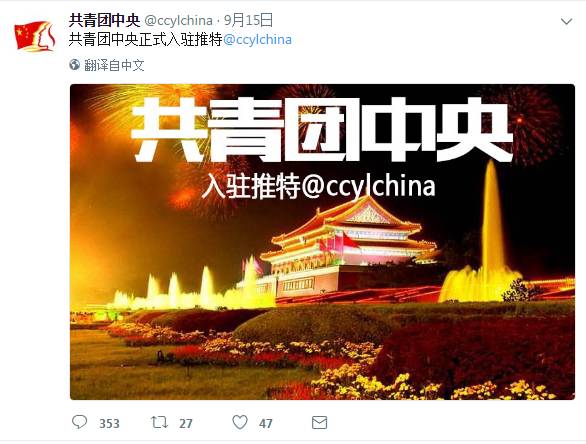 共青团中央 @ccylchina · 9月15日
共青团中央正式入驻推特@ccylchina
翻译自中文
共青团中央
入驻推特@ccylchina
353 27 47